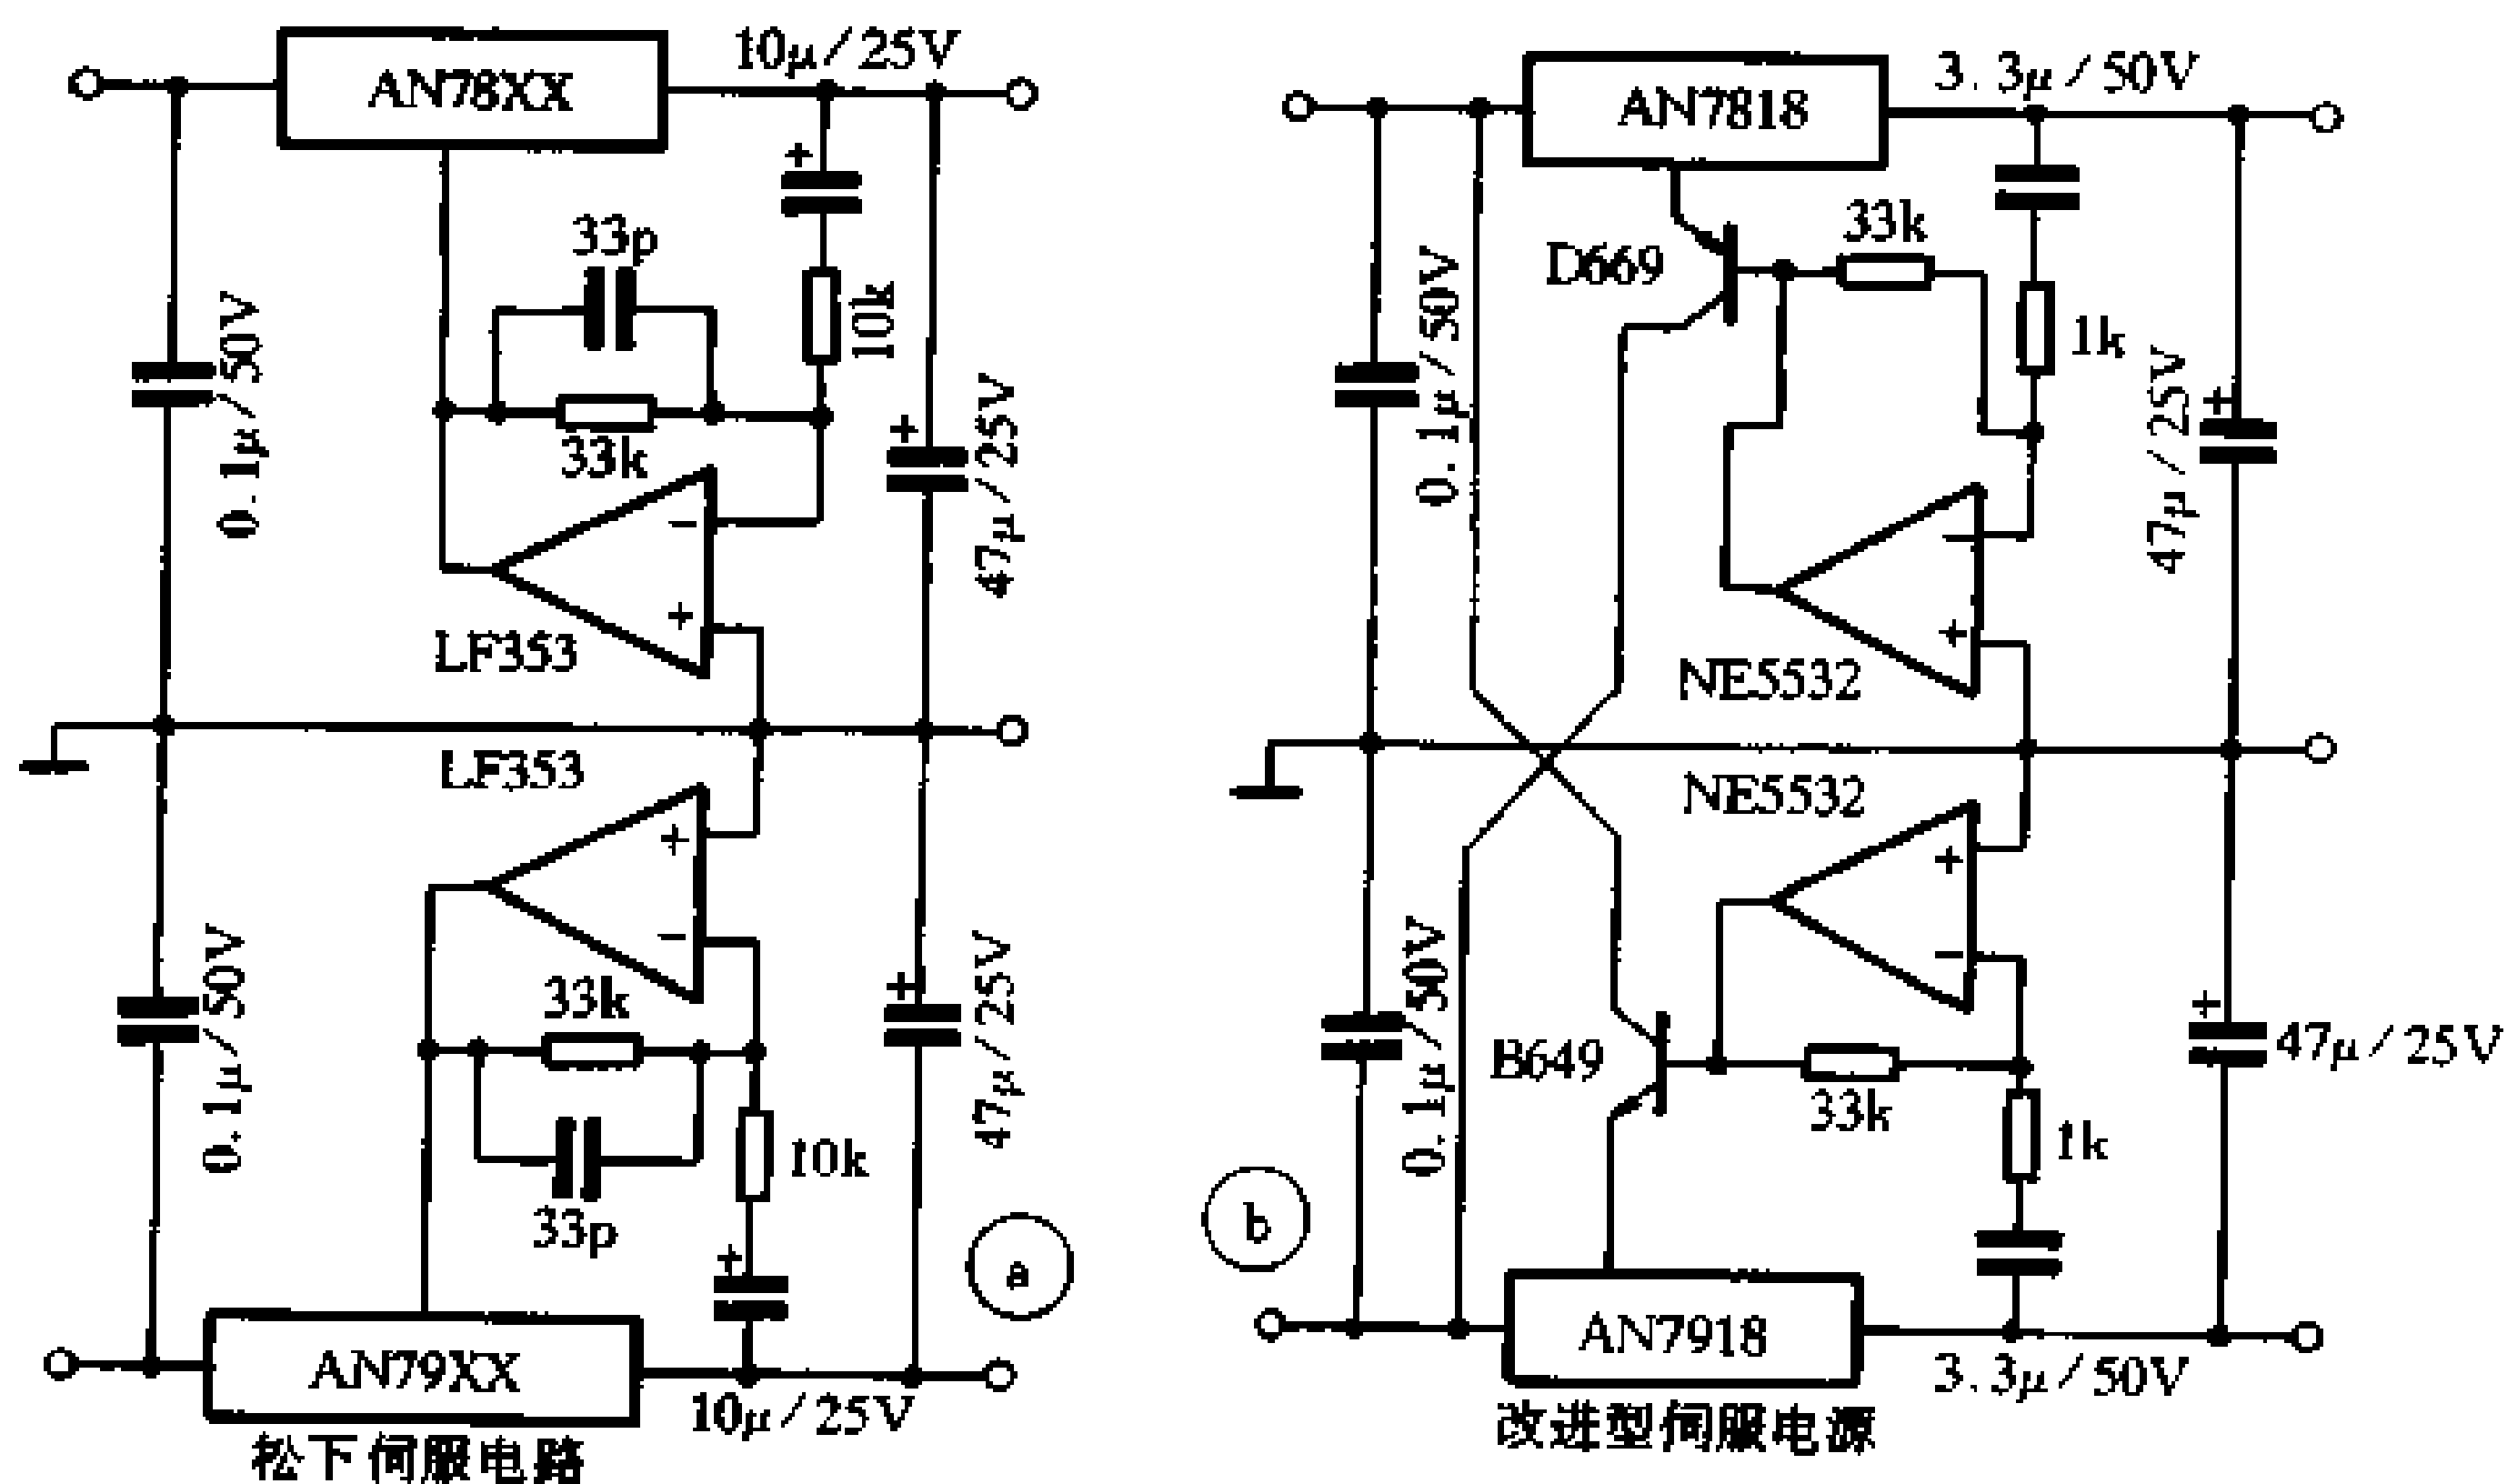 AN78XX
10μ/25V
33p
10k
0.1μ/50V
33k
47μ/25V
-
+
+
+
LF353
LF353
+
-
33k
0.1μ/50V
47μ/25V
+
10k
33p
+
a
AN79XX
10μ/25V
松下伺服电路
AN7818
3.3μ/50V
33k
D669
0.1μ/50V
1k
47μ/25V
+
-
+
NE5532
NE5532
+
-
0.1μ/50V
+
47μ/25V
B649
33k
1k
b
AN7918
3.3μ/50V
改进型伺服电源